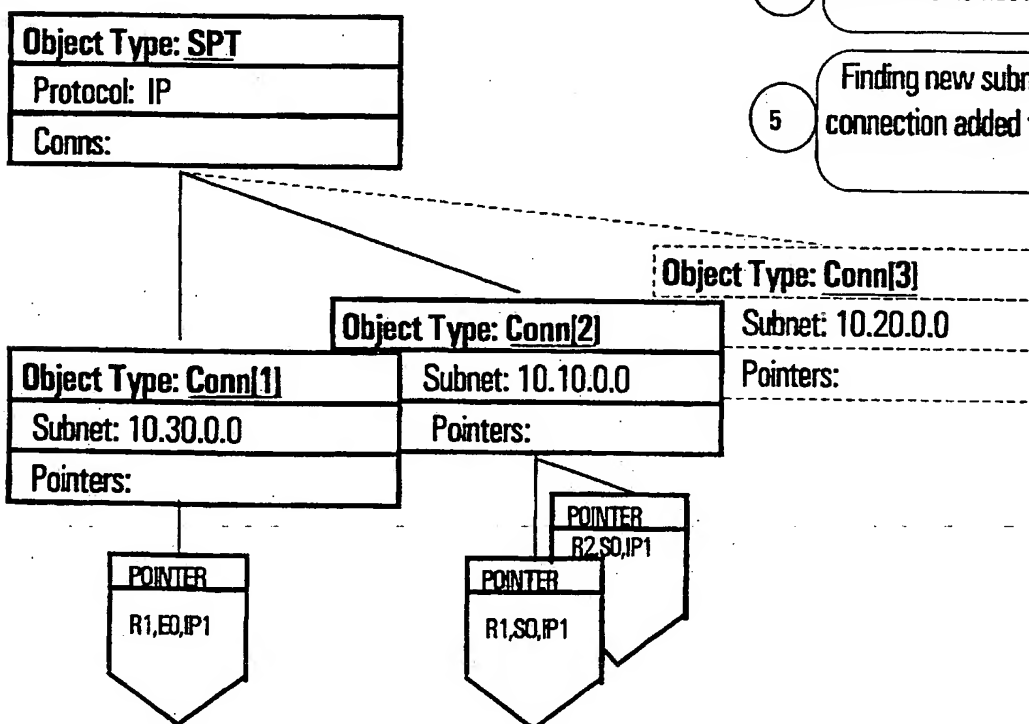 Object Type: SPT
Protocol: IP
Conns:
Finding new subn
5
connection added
Object Type: Conn[3]
Subnet: 10.20.0.0
Pointers:
Object Type: Conn[2]
Subnet: 10.10.0.0
Pointers:
Object Type: Conn[1]
Subnet: 10.30.0.0
Pointers:
POINTER
R2,S0,IP1
POINTER
R1,E0,IP1
POINTER
R1,S0,IP1